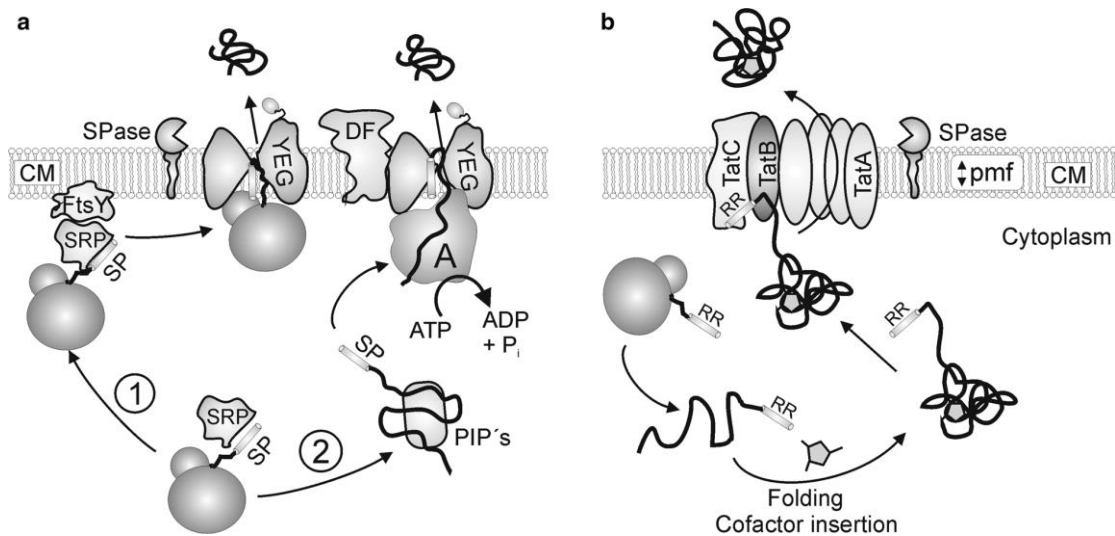 a
SPase
CM
FtsY
SRP
SP
YEG
DF
YEG
A
ATP
ADP
+ Pi
1
SRP
SP
2
SP
PIP´s
b
TatC
TatB
TatA
RR
SPase
pmf
CM
Cytoplasm
RR
RR
RR
Folding
Cofactor insertion